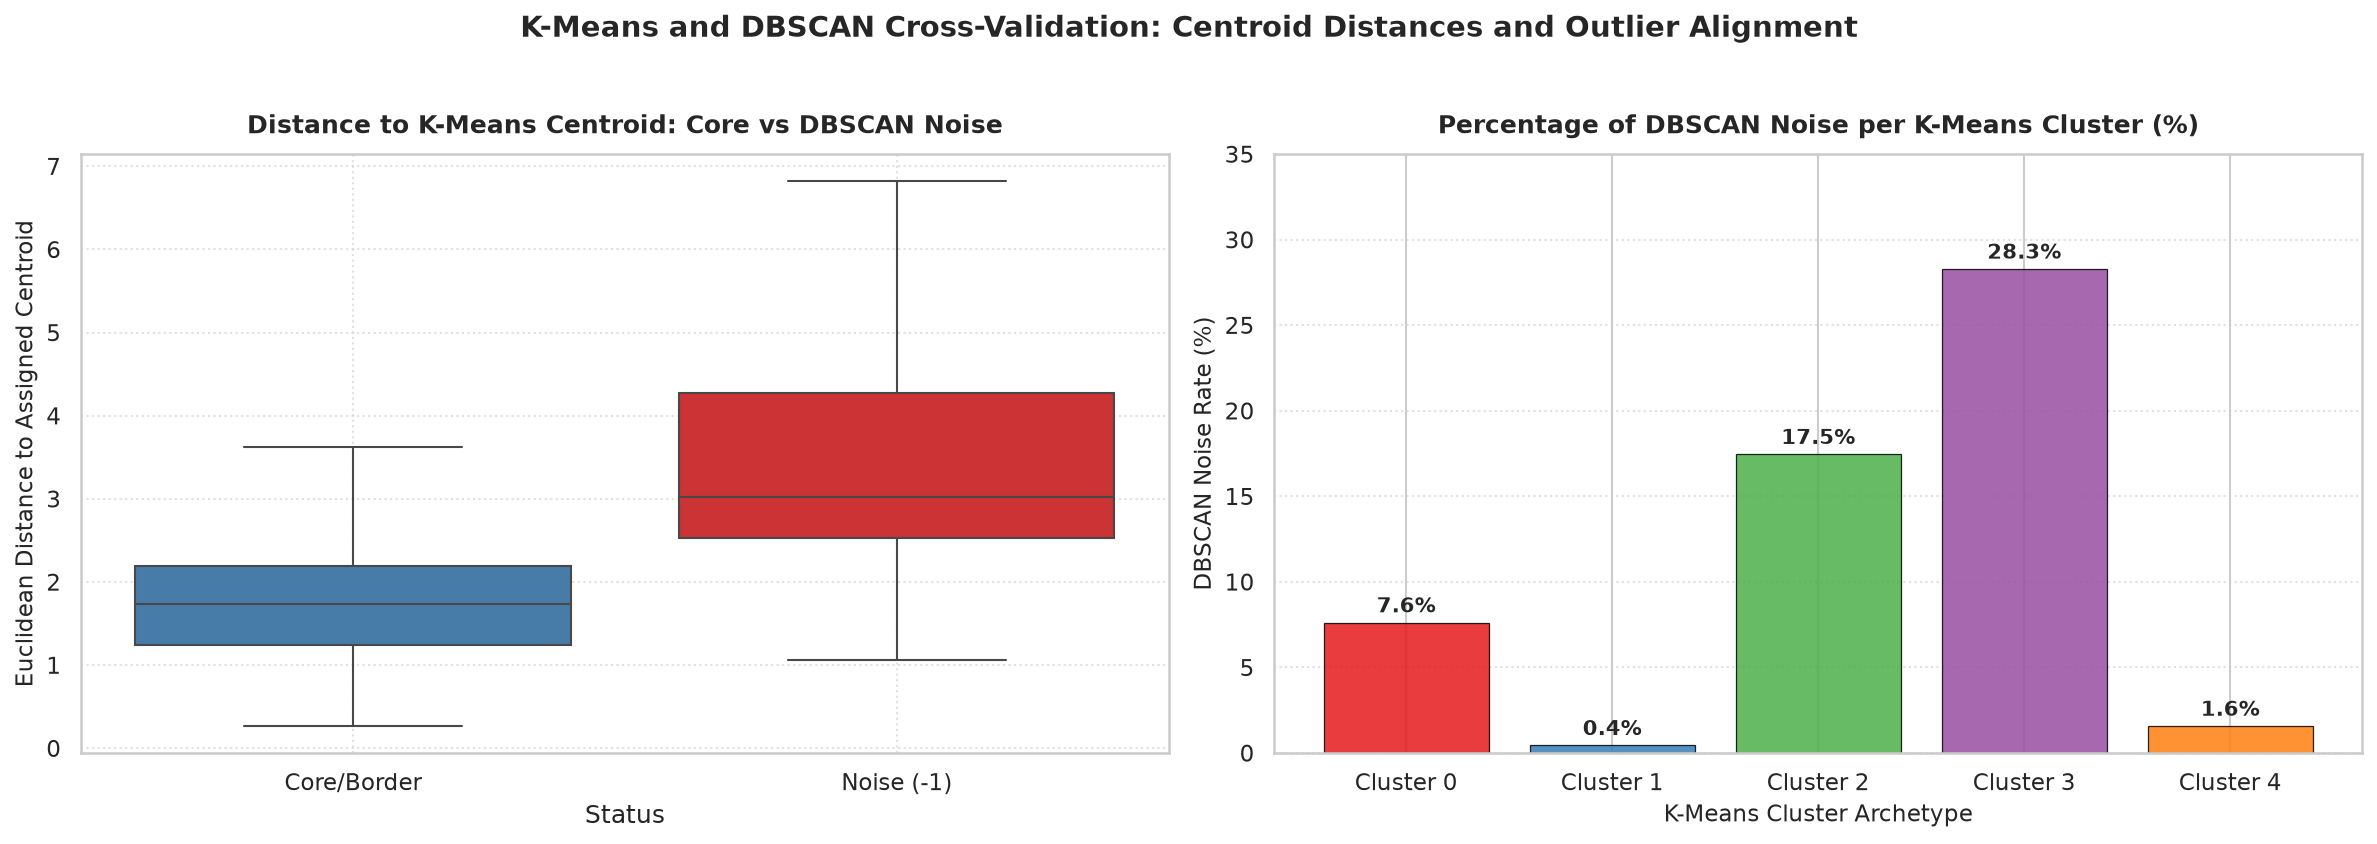 K-Means and DBSCAN Cross-Validation: Centroid Distances and Outlier Alignment
Distance to K-Means Centroid: Core vs DBSCAN Noise
Euclidean Distance to Assigned Centroid
7
6
5
4
3
2
1
0
Core/Border
Noise (-1)
Status
Percentage of DBSCAN Noise per K-Means Cluster (%)
DBSCAN Noise Rate (%)
35
30
25
20
15
10
5
0
7.6%
0.4%
17.5%
28.3%
1.6%
Cluster 0
Cluster 1
Cluster 2
Cluster 3
Cluster 4
K-Means Cluster Archetype